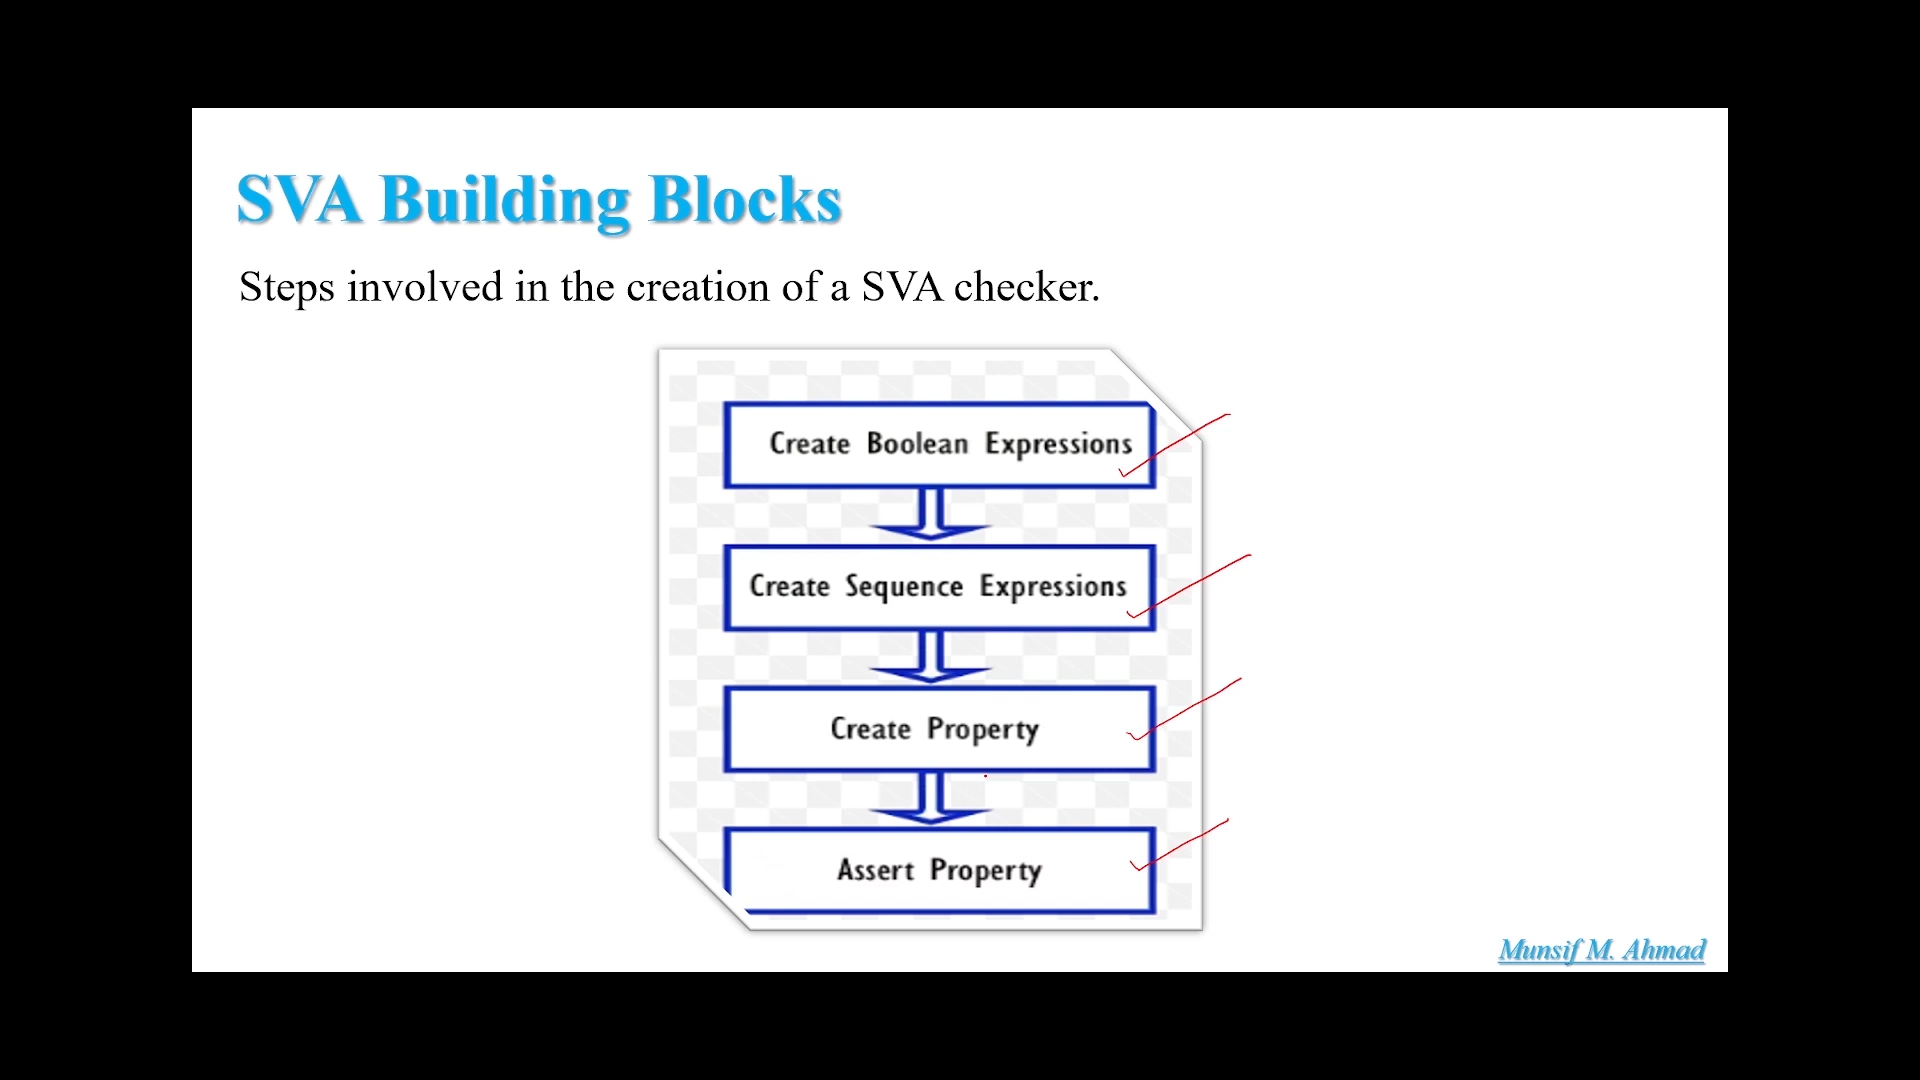 SVA Building Blocks
Steps involved in the creation of a SVA checker.
Create Boolean Expressions
Create Sequence Expressions
Create Property
Assert Property
Munsif M. Ahmad